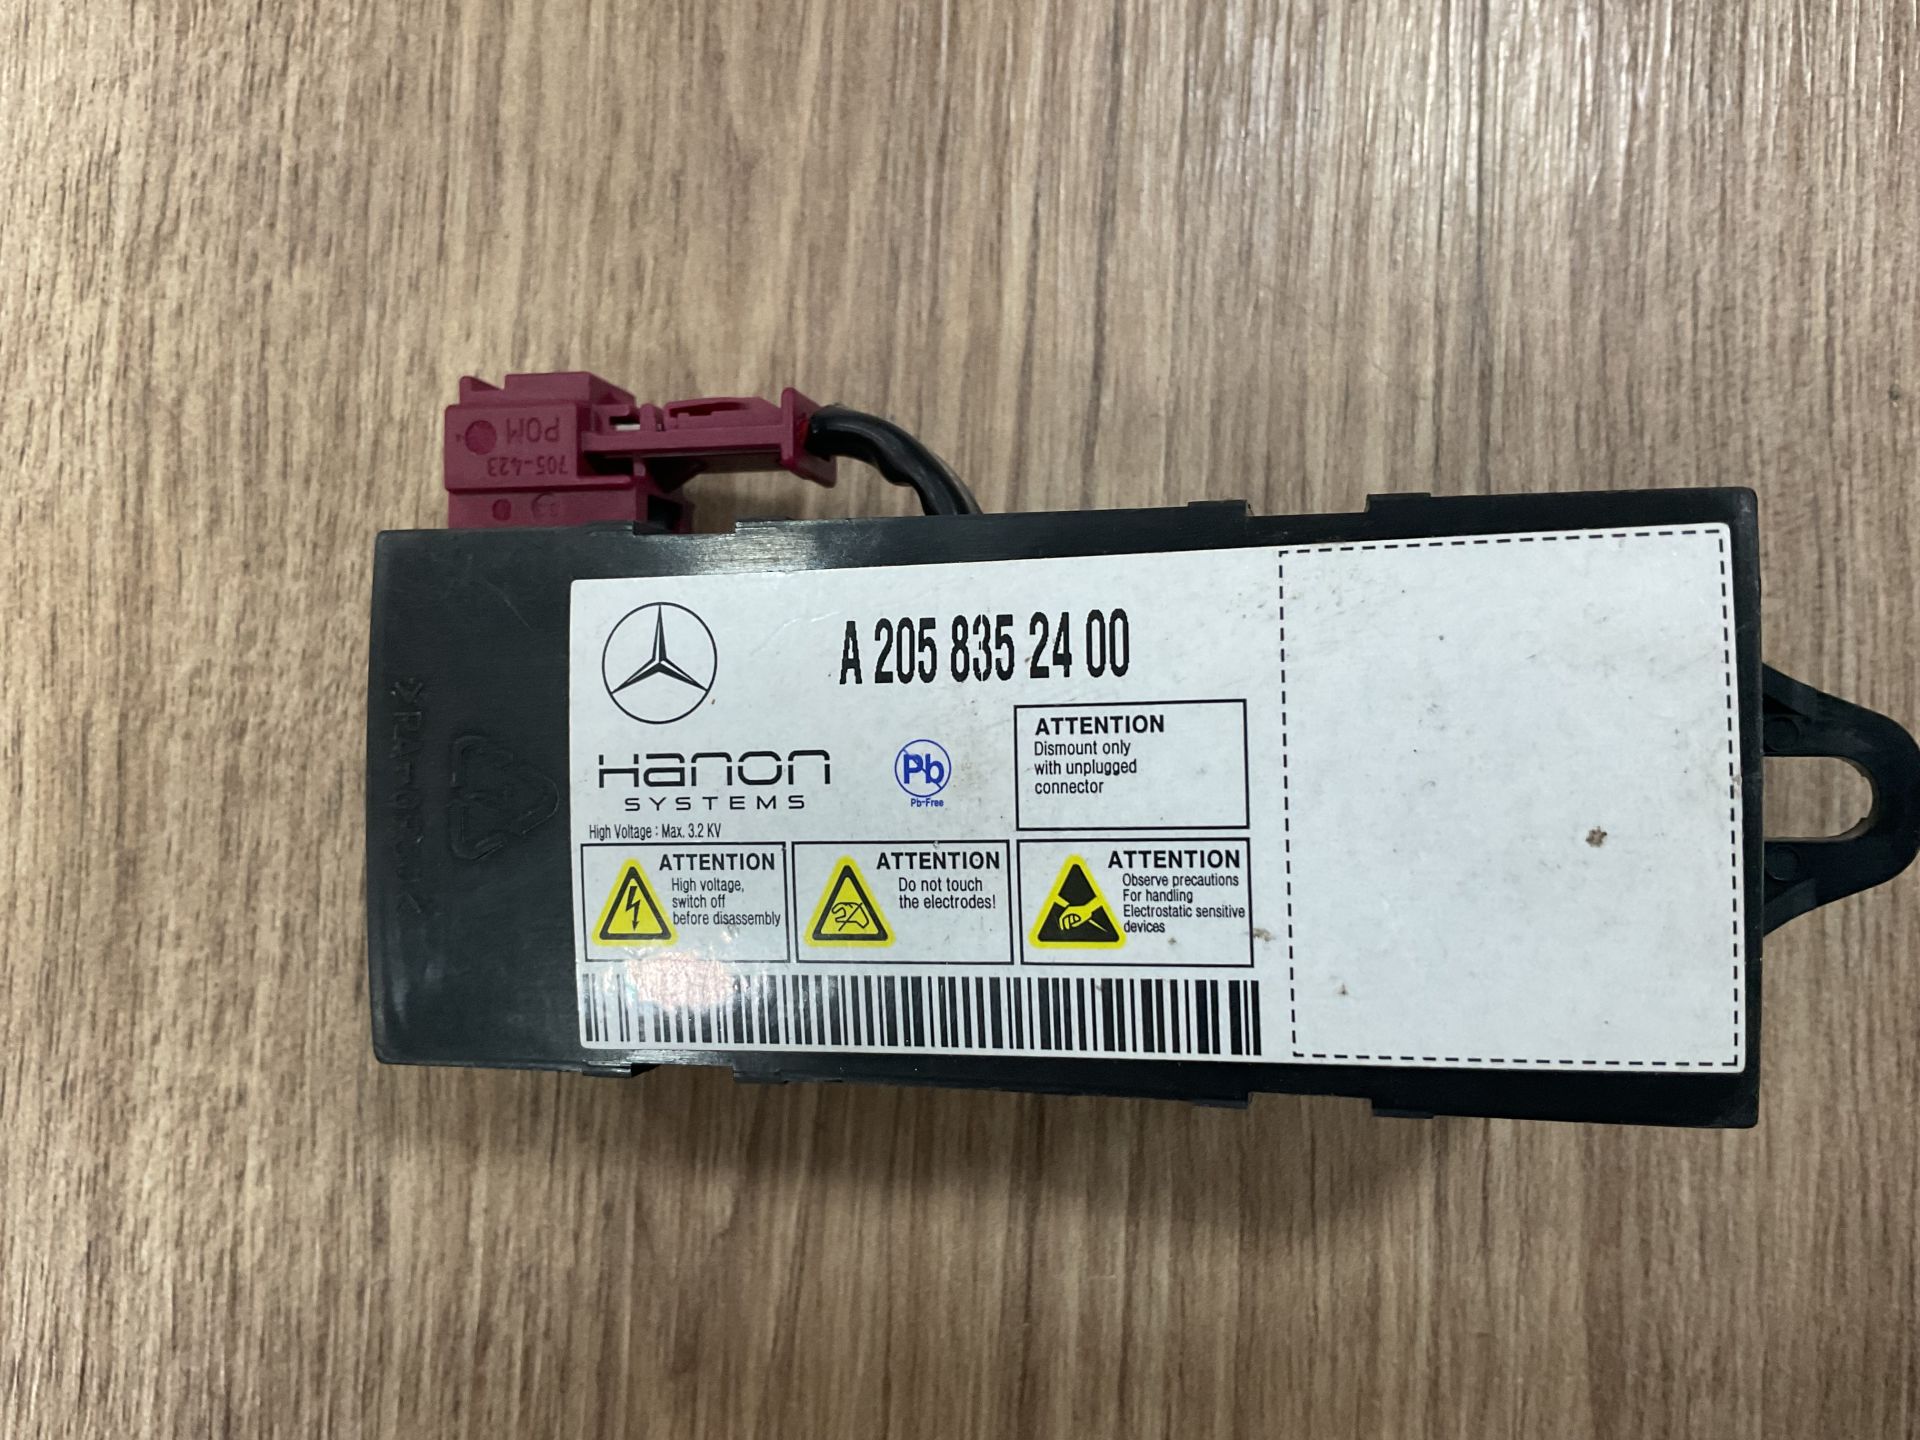 POM
705-423
A 205 835 24 00
Hanon
SYSTEMS
Pb
Pb-Free
ATTENTION
Dismount only
with unplugged
connector
High Voltage : Max. 3.2 KV
ATTENTION
High voltage,
switch off
before disassembly
ATTENTION
Do not touch
the electrodes!
ATTENTION
Observe precautions
For handling
Electrostatic sensitive
devices